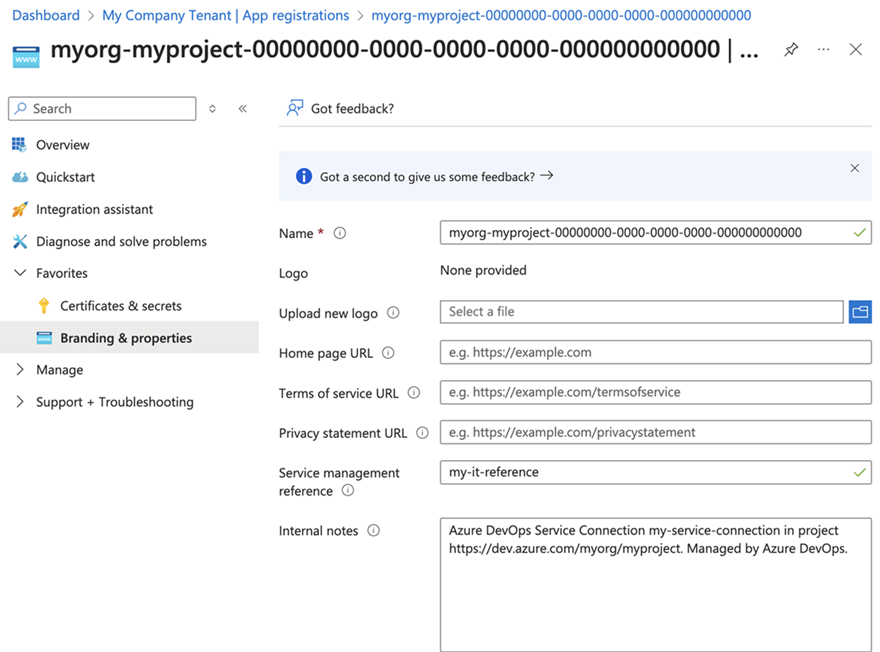 Dashboard > My Company Tenant | App registrations > myorg-myproject-00000000-0000-0000-0000-000000000000
myorg-myproject-00000000-0000-0000-0000-000000000000 | ...
Search
Overview
Quickstart
Integration assistant
Diagnose and solve problems
Favorites
Certificates & secrets
Branding & properties
Manage
Support + Troubleshooting
Got feedback?
Got a second to give us some feedback? →
Name * myorg-myproject-00000000-0000-0000-0000-000000000000
Logo None provided
Upload new logo Select a file
Home page URL e.g. https://example.com
Terms of service URL e.g. https://example.com/termsofservice
Privacy statement URL e.g. https://example.com/privacystatement
Service management
reference
my-it-reference
Internal notes
Azure DevOps Service Connection my-service-connection in project
https://dev.azure.com/myorg/myproject. Managed by Azure DevOps.